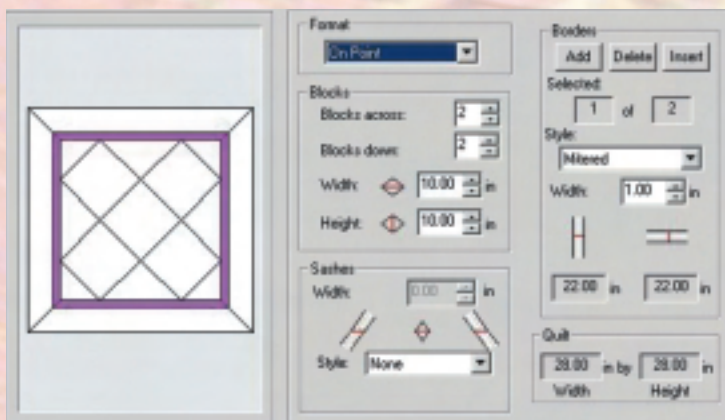 Format
On Point
Blocks
Blocks across: 2
Blocks down: 2
Width: 10.00 in
Height: 10.00 in
Sashes
Width: 0.00 in
Style: None
Borders
Add Delete Insert
Selected:
1 of 2
Style:
Mitered
Width: 1.00 in
22.00 in 22.00 in
Quilt
28.00 in by 28.00 in
Width Height